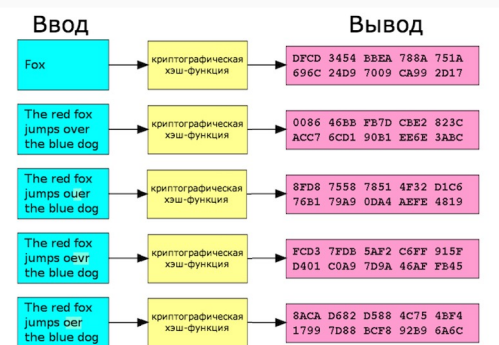 Ввод
Вывод
Fox
криптографическая
хэш-функция
DFCD 3454 BBEA 788A 751A
696C 24D9 7009 CA99 2D17
The red fox
jumps over
the blue dog
криптографическая
хэш-функция
0086 46BB FB7D CBE2 823C
ACC7 6CD1 90B1 EE6E 3ABC
The red fox
jumps ouer
the blue dog
криптографическая
хэш-функция
8FD8 7558 7851 4F32 D1C6
76B1 79A9 0DA4 AEFE 4819
The red fox
jumps oevr
the blue dog
криптографическая
хэш-функция
FCD3 7FDB 5AF2 C6FF 915F
D401 C0A9 7D9A 46AF FB45
The red fox
jumps oer
the blue dog
криптографическая
хэш-функция
8ACA D682 D588 4C75 4BF4
1799 7D88 BCF8 92B9 6A6C